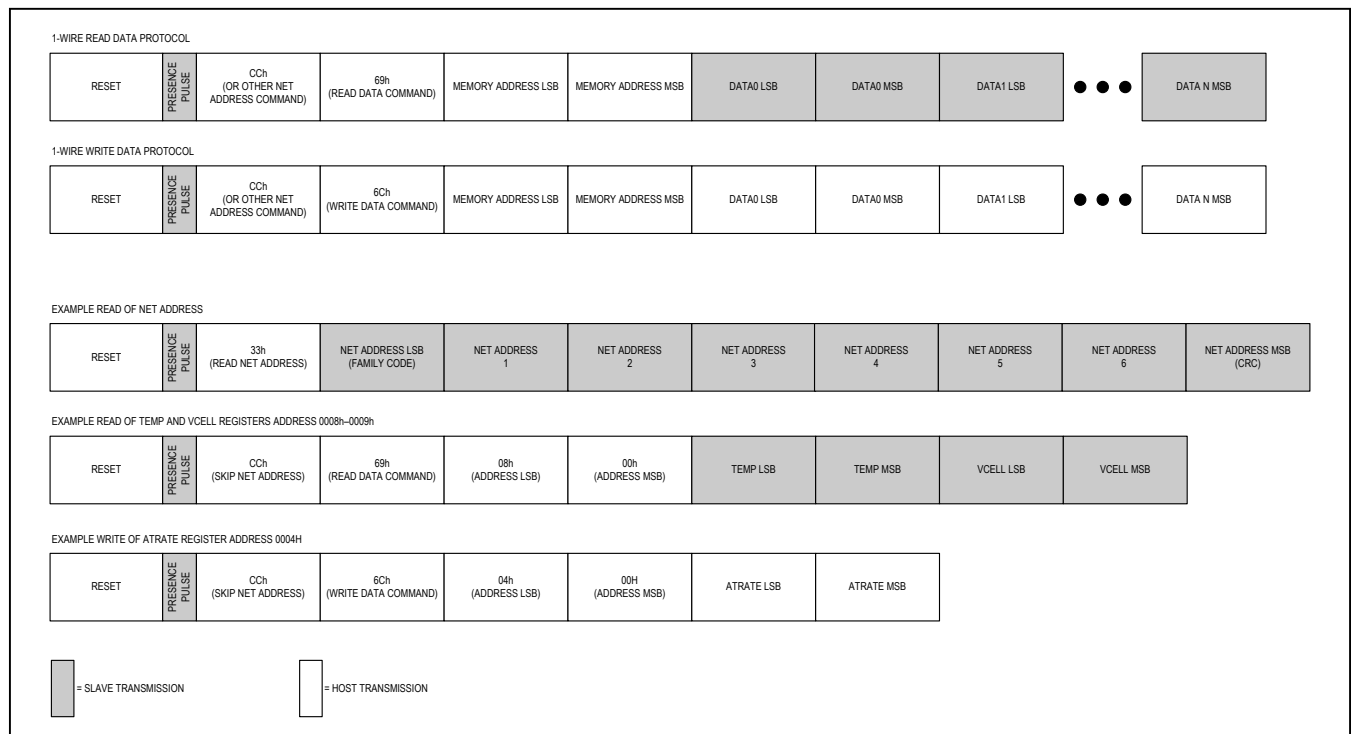 1-WIRE READ DATA PROTOCOL
RESET
PRESENCE
PULSE
CCh
(OR OTHER NET
ADDRESS COMMAND)
69h
(READ DATA COMMAND)
MEMORY ADDRESS LSB
MEMORY ADDRESS MSB
DATA0 LSB
DATA0 MSB
DATA1 LSB
DATA N MSB
1-WIRE WRITE DATA PROTOCOL
RESET
PRESENCE
PULSE
CCh
(OR OTHER NET
ADDRESS COMMAND)
6Ch
(WRITE DATA COMMAND)
MEMORY ADDRESS LSB
MEMORY ADDRESS MSB
DATA0 LSB
DATA0 MSB
DATA1 LSB
DATA N MSB
EXAMPLE READ OF NET ADDRESS
RESET
PRESENCE
PULSE
33h
(READ NET ADDRESS)
NET ADDRESS LSB
(FAMILY CODE)
NET ADDRESS
1
NET ADDRESS
2
NET ADDRESS
3
NET ADDRESS
4
NET ADDRESS
5
NET ADDRESS
6
NET ADDRESS MSB
(CRC)
EXAMPLE READ OF TEMP AND VCELL REGISTERS ADDRESS 0008h–0009h
RESET
PRESENCE
PULSE
CCh
(SKIP NET ADDRESS)
69h
(READ DATA COMMAND)
08h
(ADDRESS LSB)
00h
(ADDRESS MSB)
TEMP LSB
TEMP MSB
VCELL LSB
VCELL MSB
EXAMPLE WRITE OF ATRATE REGISTER ADDRESS 0004H
RESET
PRESENCE
PULSE
CCh
(SKIP NET ADDRESS)
6Ch
(WRITE DATA COMMAND)
04h
(ADDRESS LSB)
00H
(ADDRESS MSB)
ATRATE LSB
ATRATE MSB
= SLAVE TRANSMISSION
= HOST TRANSMISSION